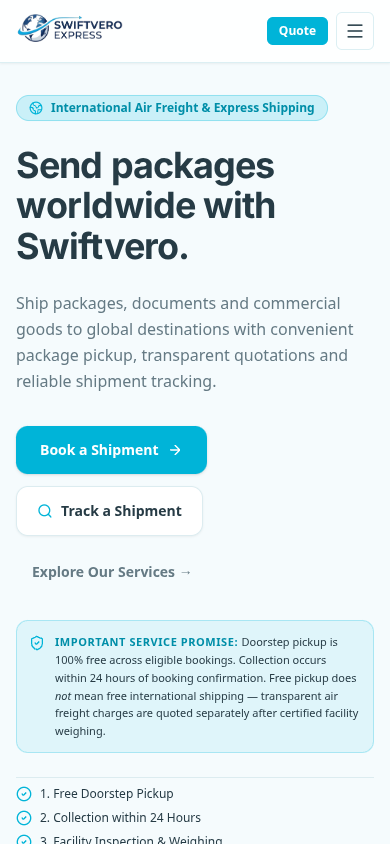 SWIFTVERO
EXPRESS
Quote
International Air Freight & Express Shipping
Send packages
worldwide with
Swiftvero.
Ship packages, documents and commercial
goods to global destinations with convenient
package pickup, transparent quotations and
reliable shipment tracking.
Book a Shipment →
Track a Shipment
Explore Our Services →
IMPORTANT SERVICE PROMISE: Doorstep pickup is
100% free across eligible bookings. Collection occurs
within 24 hours of booking confirmation. Free pickup does
not mean free international shipping — transparent air
freight charges are quoted separately after certified facility
weighing.
1. Free Doorstep Pickup
2. Collection within 24 Hours
3. Facility Inspection & Weighing